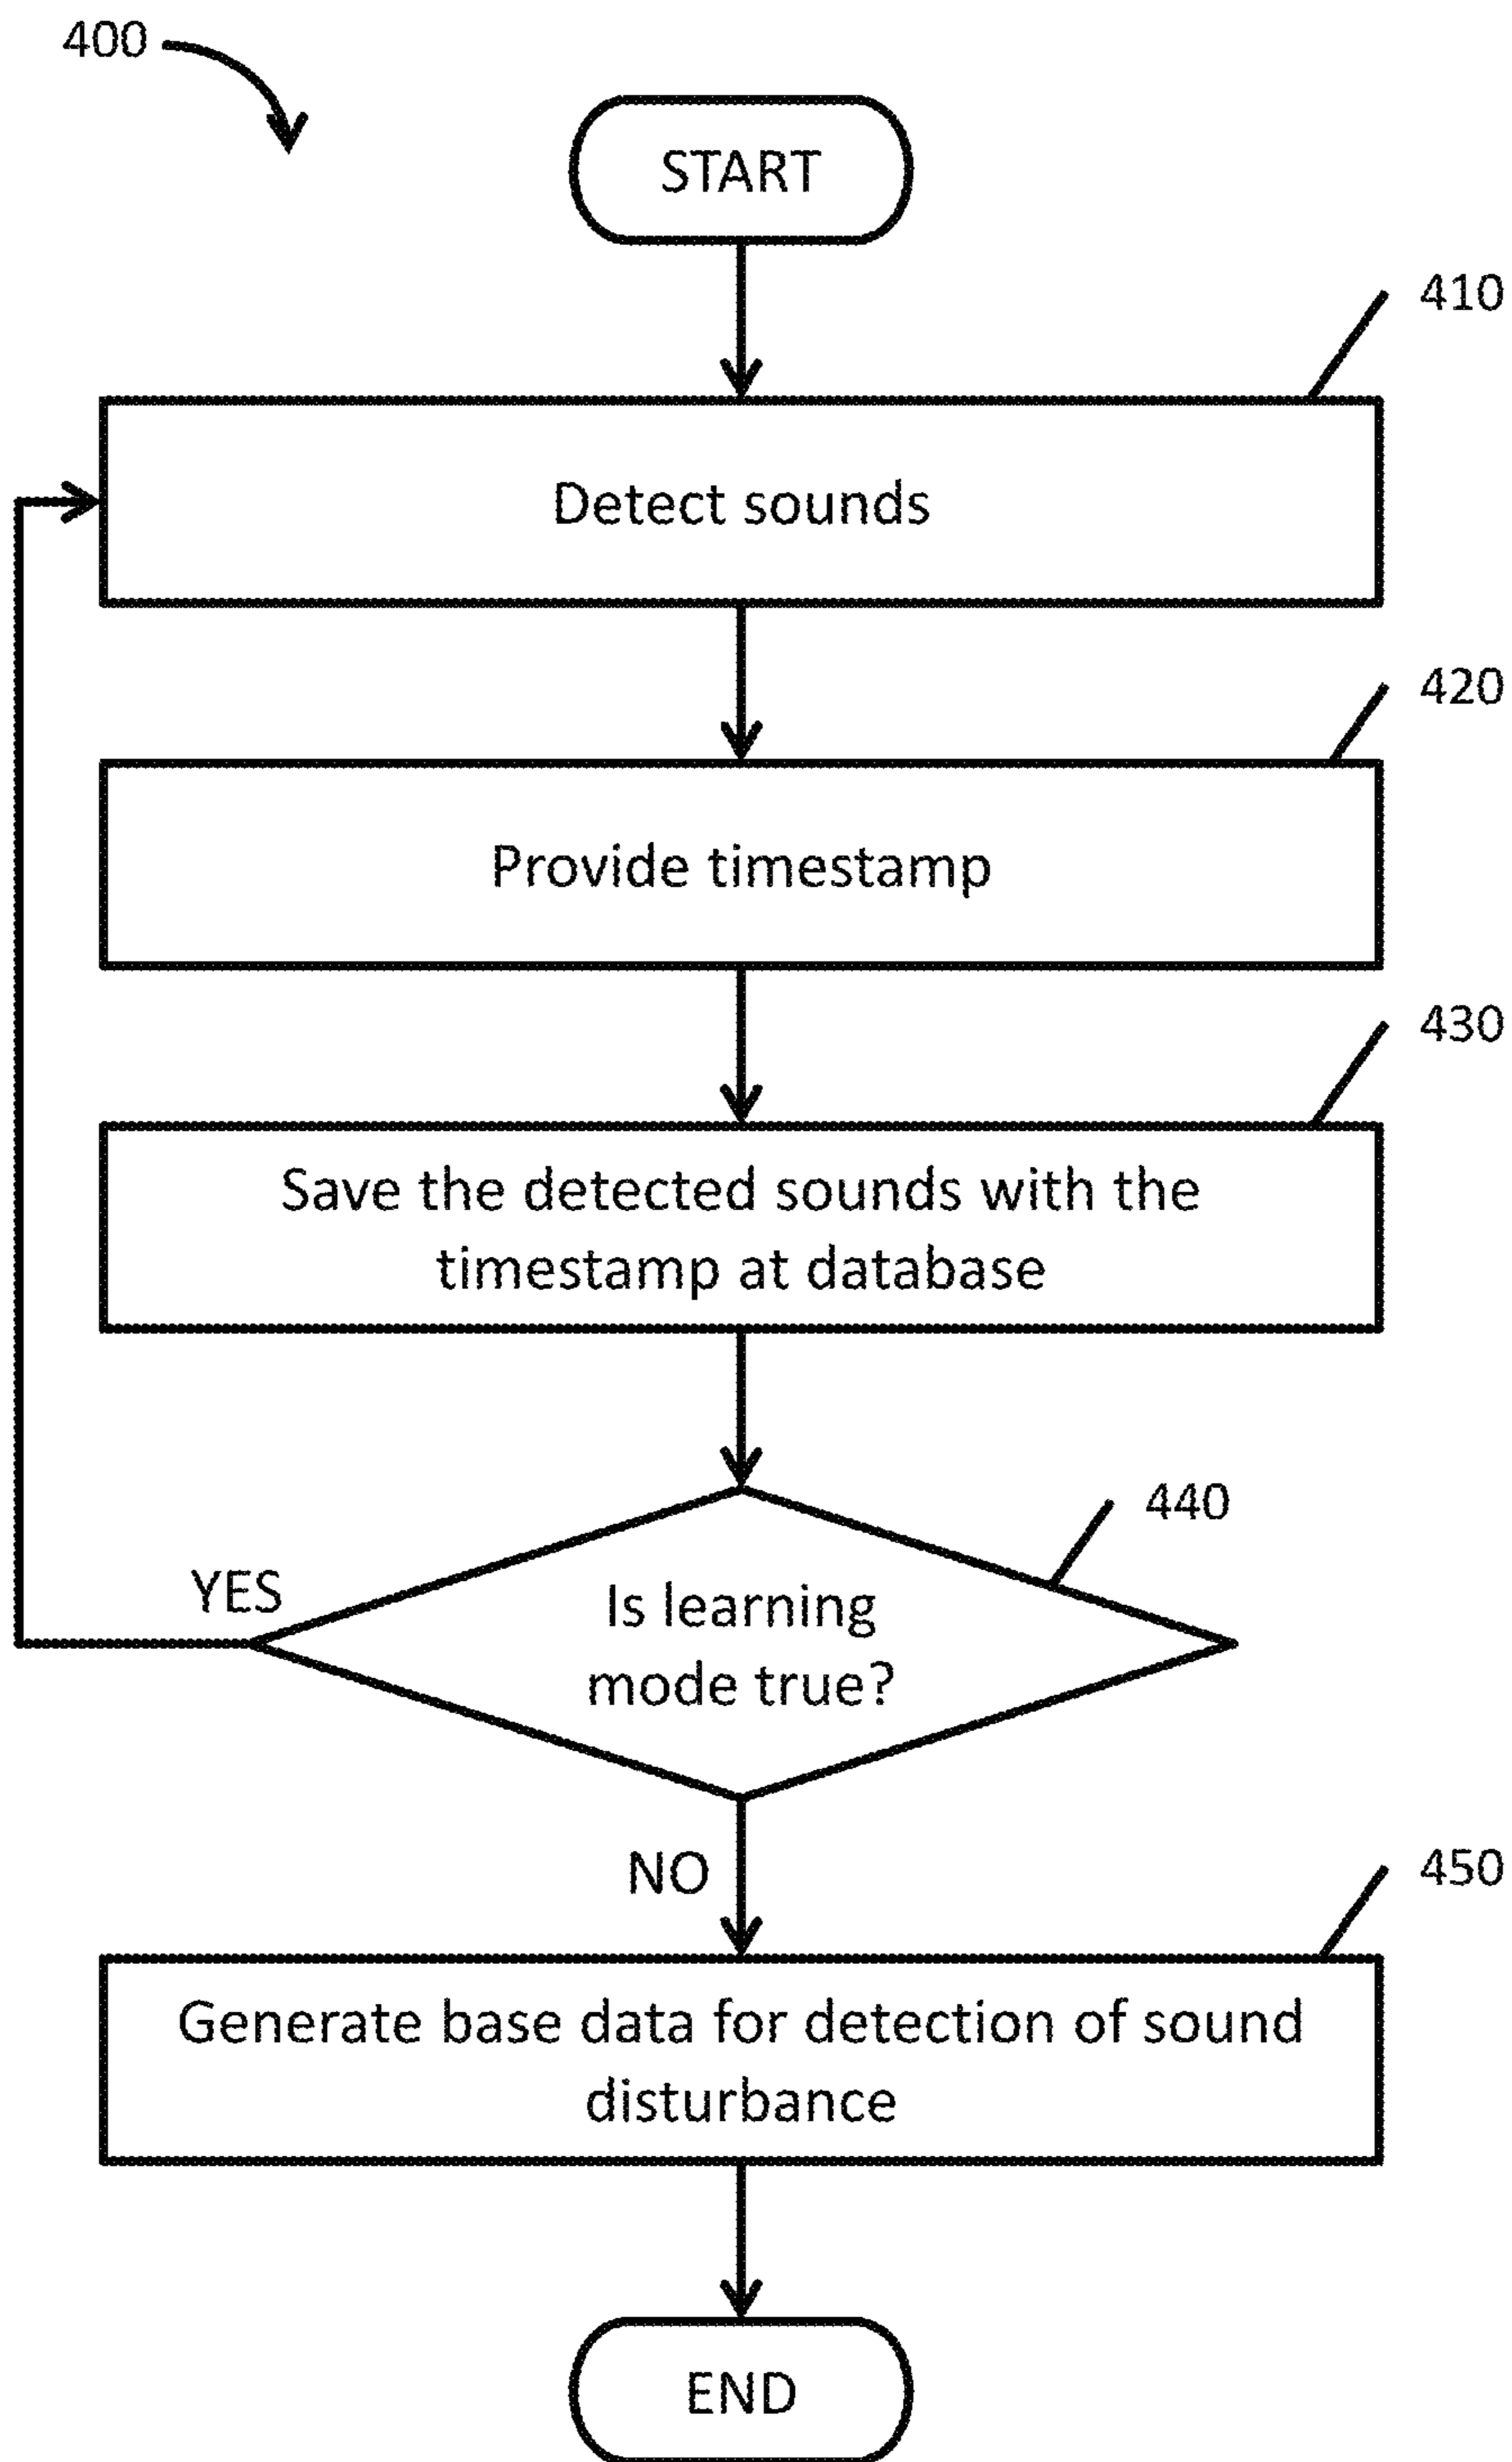 400
START
410
Detect sounds
420
Provide timestamp
430
Save the detected sounds with the
timestamp at database
440
YES
Is learning
mode true?
NO
450
Generate base data for detection of sound
disturbance
END